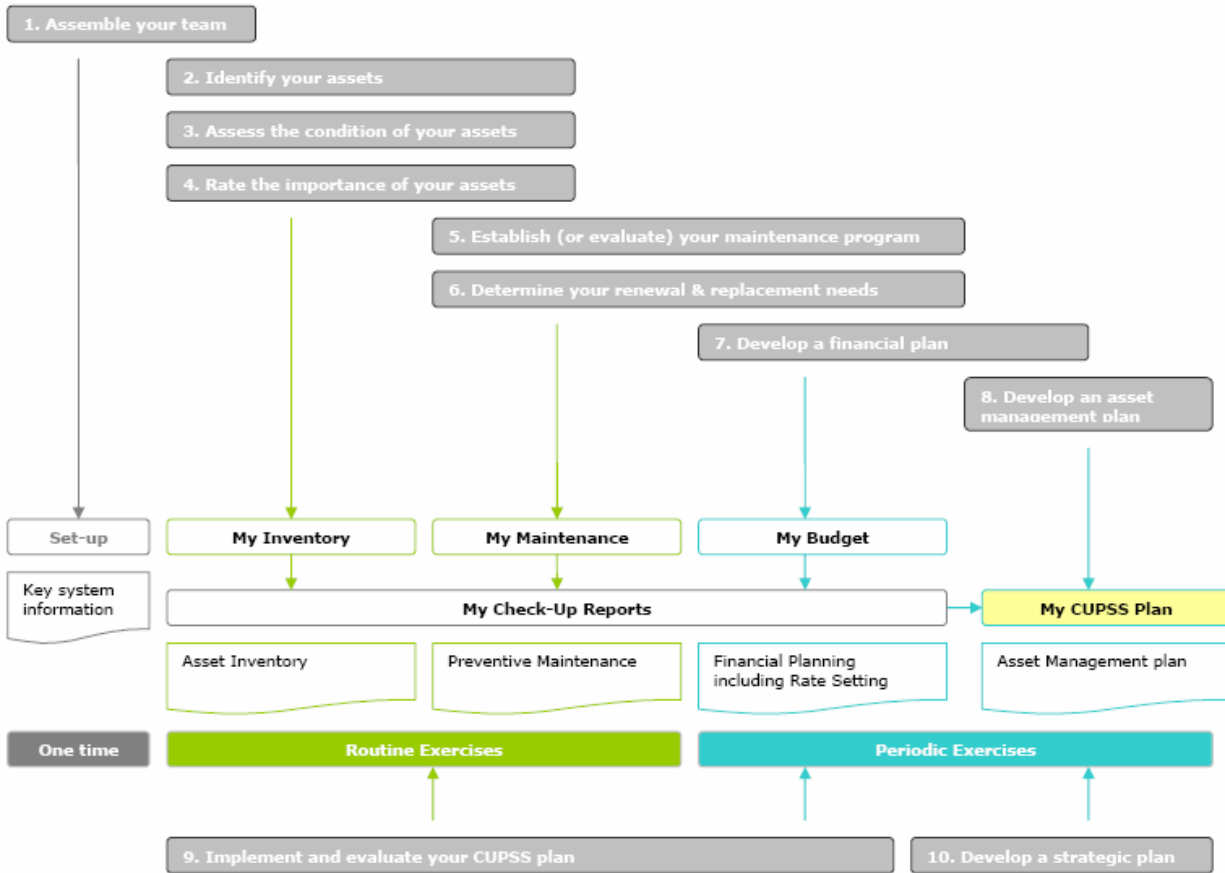 1. Assemble your team
2. Identify your assets
3. Assess the condition of your assets
4. Rate the importance of your assets
5. Establish (or evaluate) your maintenance program
6. Determine your renewal & replacement needs
7. Develop a financial plan
8. Develop an asset
management plan
Set-up
My Inventory
My Maintenance
My Budget
Key system
information
My Check-Up Reports
My CUPSS Plan
Asset Inventory
Preventive Maintenance
Financial Planning
including Rate Setting
Asset Management plan
One time
Routine Exercises
Periodic Exercises
9. Implement and evaluate your CUPSS plan
10. Develop a strategic plan